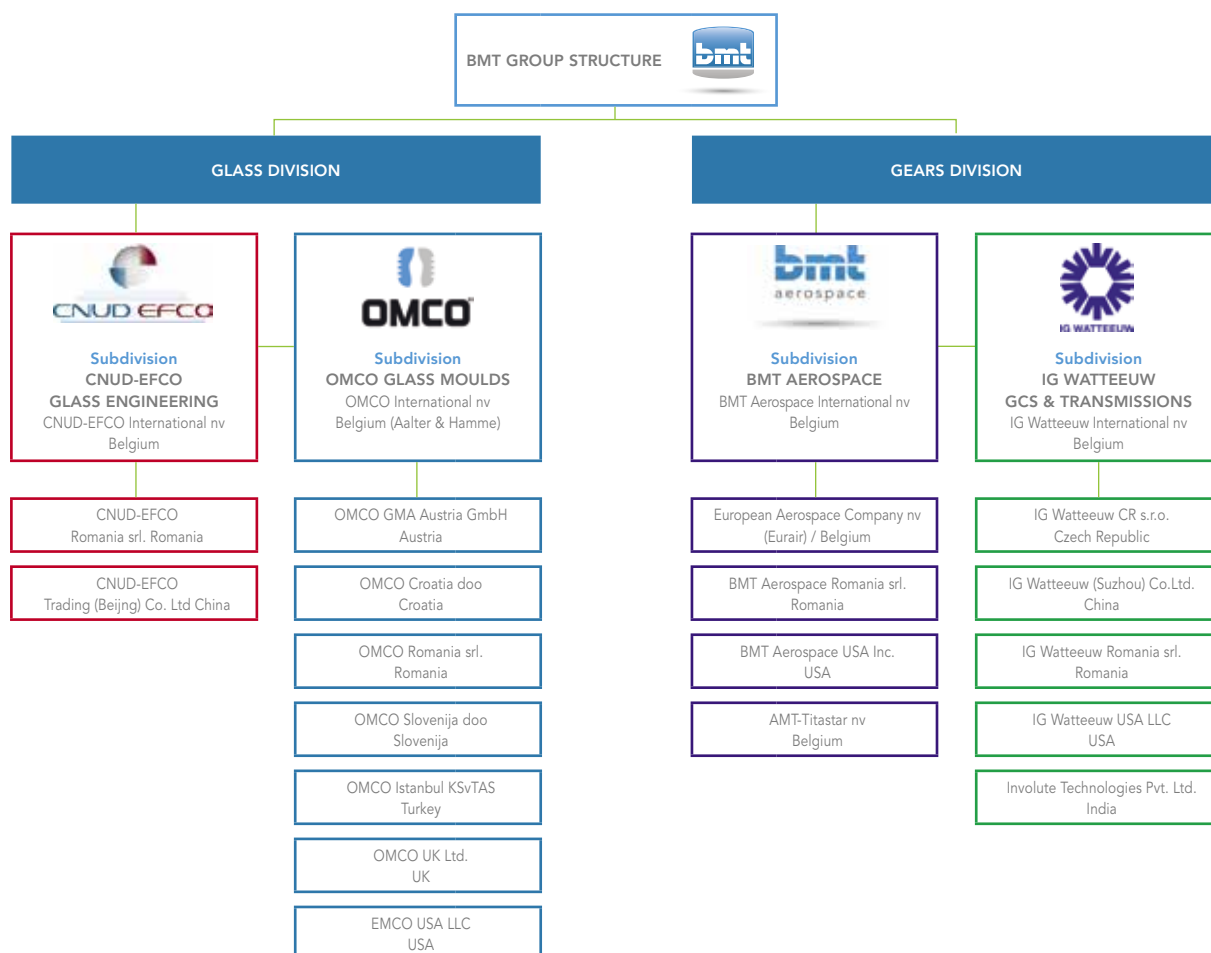 BMT GROUP STRUCTURE
bmt
GLASS DIVISION
GEARS DIVISION
CNUD EFCO
Subdivision
CNUD-EFCO
GLASS ENGINEERING
CNUD-EFCO International nv
Belgium
OMCO
Subdivision
OMCO GLASS MOULDS
OMCO International nv
Belgium (Aalter & Hamme)
bmt
aerospace
Subdivision
BMT AEROSPACE
BMT Aerospace International nv
Belgium
IG WATTEEUW
Subdivision
IG WATTEEUW
GCS & TRANSMISSIONS
IG Watteeuw International nv
Belgium
CNUD-EFCO
Romania srl. Romania
CNUD-EFCO
Trading (Beijng) Co. Ltd China
OMCO GMA Austria GmbH
Austria
OMCO Croatia doo
Croatia
OMCO Romania srl.
Romania
OMCO Slovenija doo
Slovenija
OMCO Istanbul KSvTAS
Turkey
OMCO UK Ltd.
UK
EMCO USA LLC
USA
European Aerospace Company nv
(Eurair) / Belgium
BMT Aerospace Romania srl.
Romania
BMT Aerospace USA Inc.
USA
AMT-Titastar nv
Belgium
IG Watteeuw CR s.r.o.
Czech Republic
IG Watteeuw (Suzhou) Co.Ltd.
China
IG Watteeuw Romania srl.
Romania
IG Watteeuw USA LLC
USA
Involute Technologies Pvt. Ltd.
India